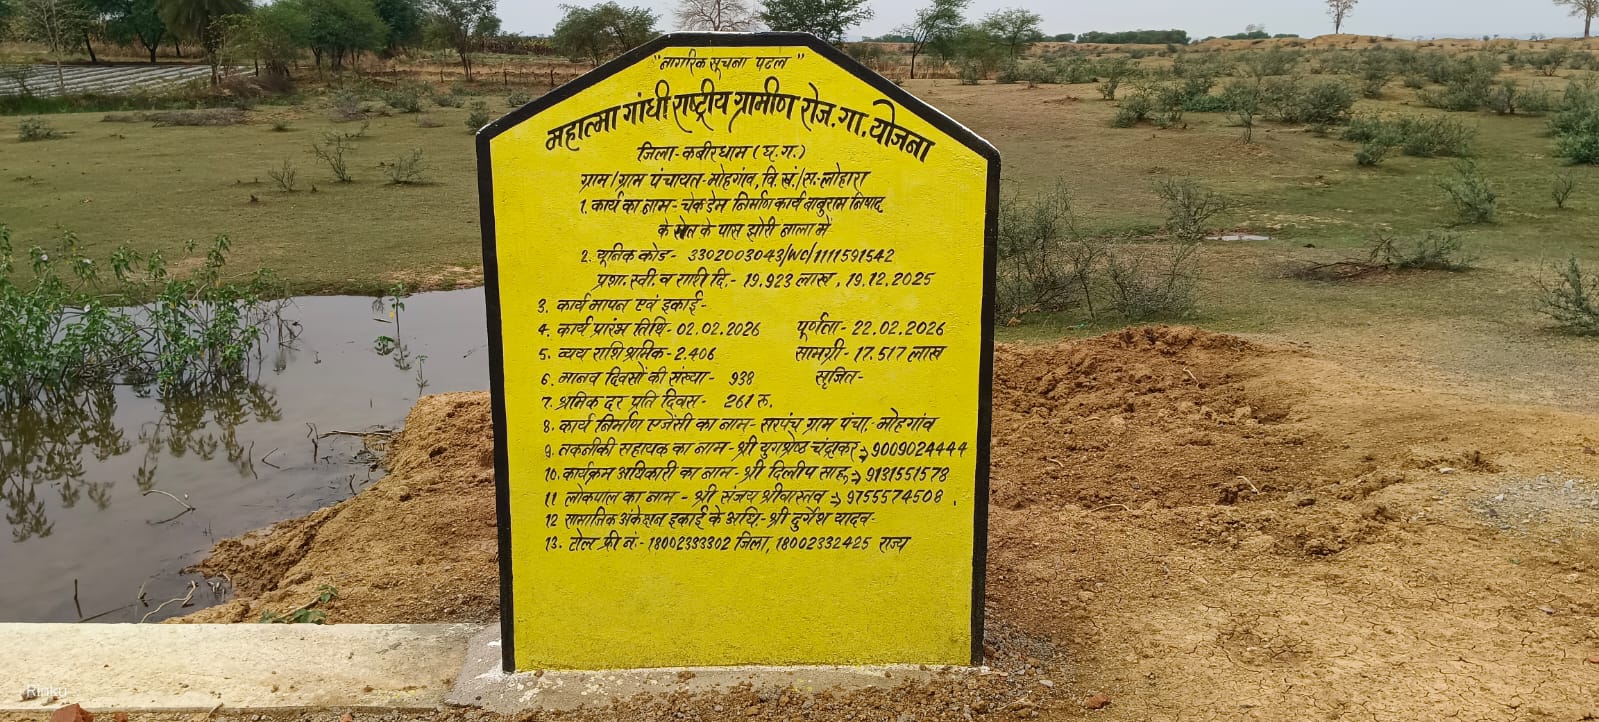 "नागरिक सूचना पटल"
महात्मा गांधी राष्ट्रीय ग्रामीण रोज.गा.योजना
जिला-कबीरधाम (छ.ग.)
ग्राम/ग्राम पंचायत-मोहगांव, वि.खं./स.-लोहारा
1. कार्य का नाम- चेकडेम निर्माण कार्य बाबुराम निषाद
के खेत के पास झोरी नाला में
2. यूनिक कोड- 3302003043/WC/1111591542
प्रशा.स्वी.व राशी दि.- 19.923 लाख, 19.12.2025
3. कार्य मापन एवं इकाई-
4. कार्य प्रारंभ तिथि-02.02.2026 पूर्णता-22.02.2026
5. व्यय राशि श्रमिक-2.406 सामग्री-17.517 लाख
6. मानव दिवसों की संख्या- 938 सृजित-
7. श्रमिक दर प्रति दिवस- 261 रु.
8. कार्य निर्माण एजेंसी का नाम- सरपंच ग्राम पंचा.-मोहगांव
9. तकनीकी सहायक का नाम-श्री युगश्रेष्ठ चंद्राकर→9009024444
10. कार्यक्रम अधिकारी का नाम-श्री दिलीप साहू→9131551578
11 लोकपाल का नाम - श्री संजय श्रीवास्तव→9755574508
12 सामाजिक अंकेक्षण इकाई के अधि.-श्री दुर्गेश यादव-
13. टोल फ्री नं.-18002333302 जिला, 18002332425 राज्य
Rinku